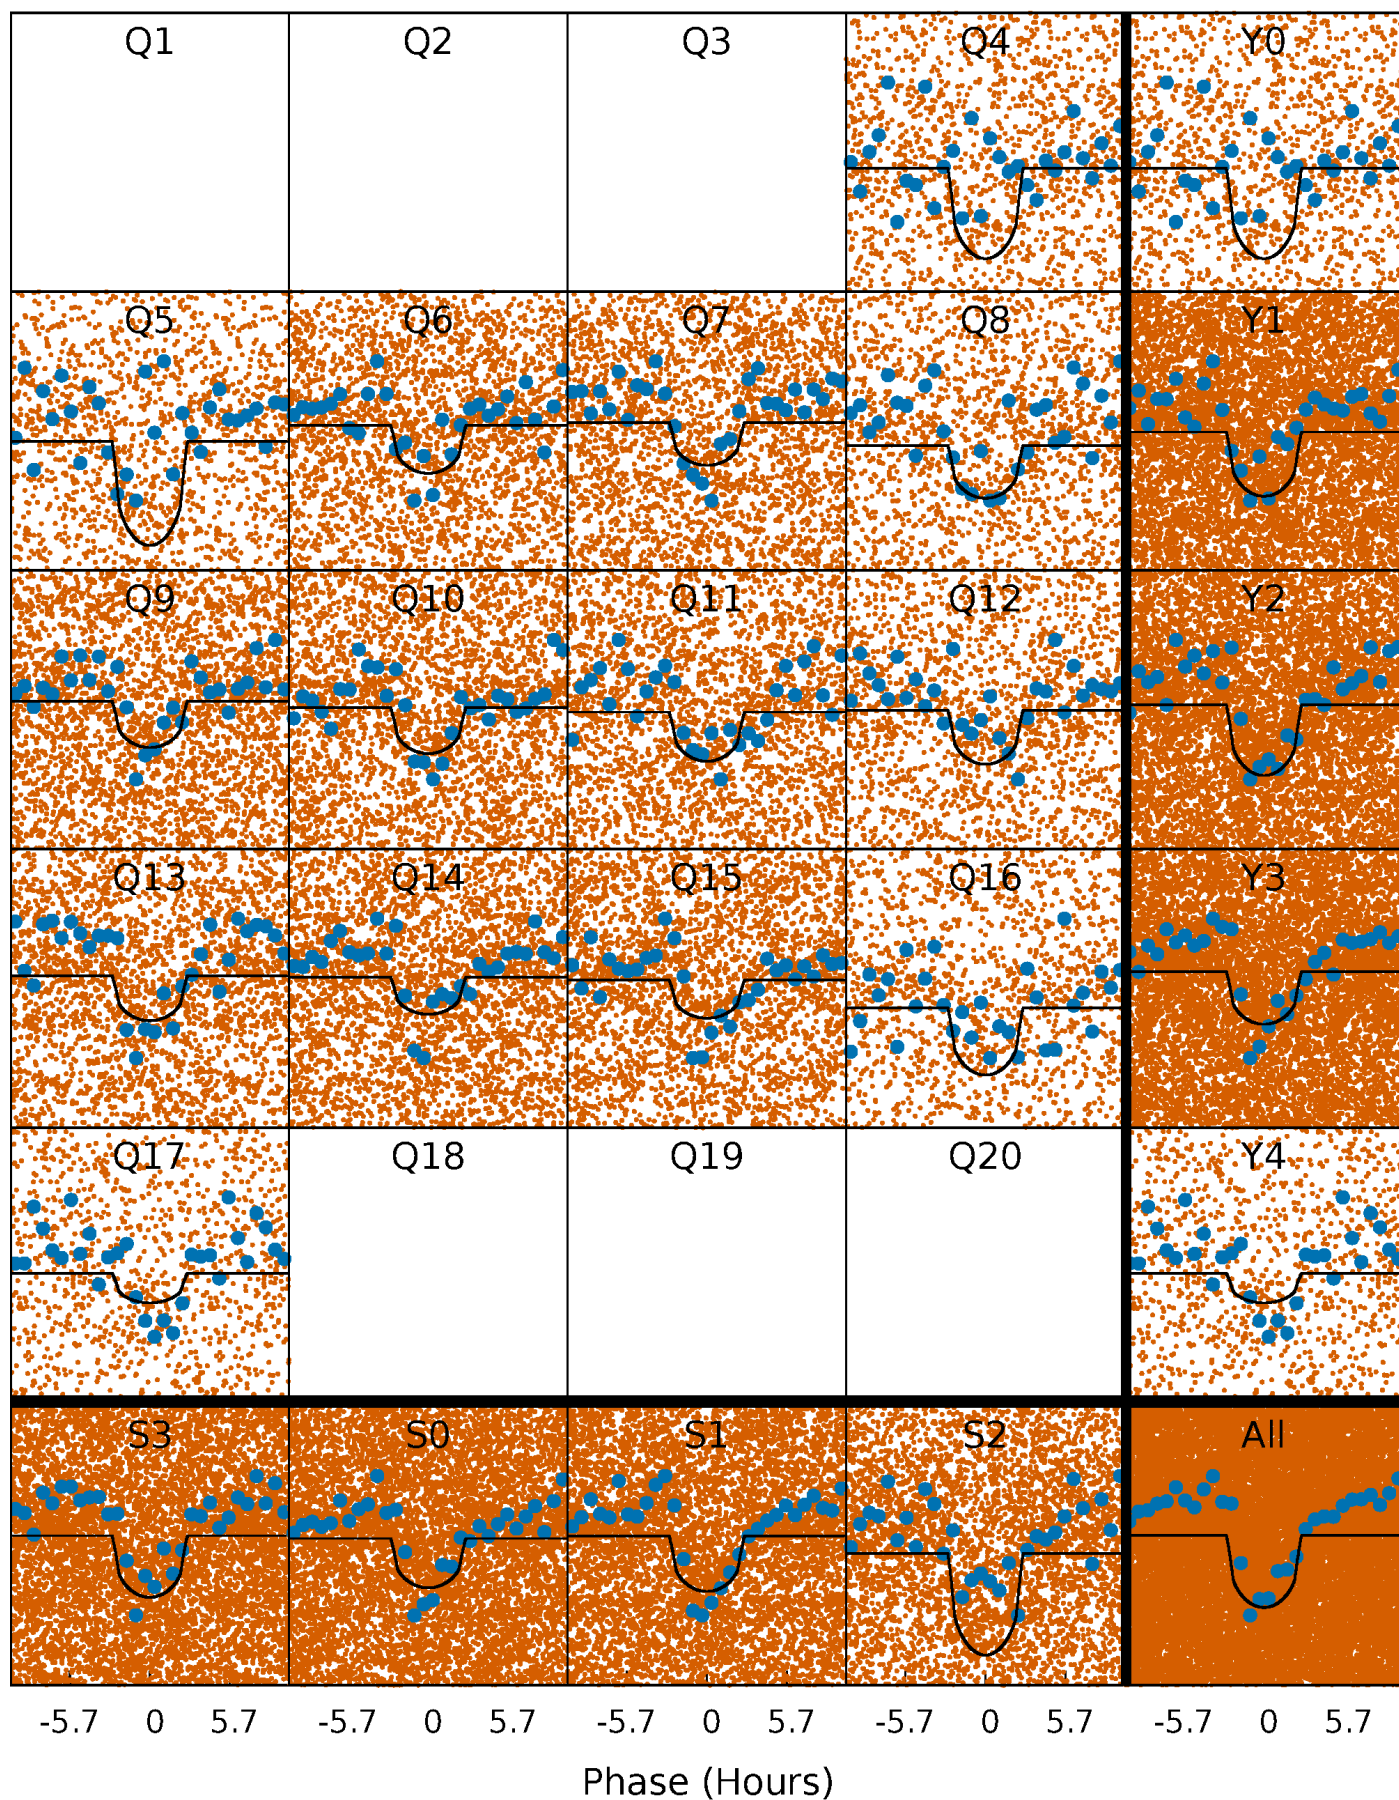 Q1 Q2 Q3 Q4 Y0
Q5 Q6 Q7 Q8 Y1
Q9 Q10 Q11 Q12 Y2
Q13 Q14 Q15 Q16 Y3
Q17 Q18 Q19 Q20 Y4
S3 S0 S1 S2 All
-5.7 0 5.7 -5.7 0 5.7 -5.7 0 5.7 -5.7 0 5.7 -5.7 0 5.7
Phase (Hours)